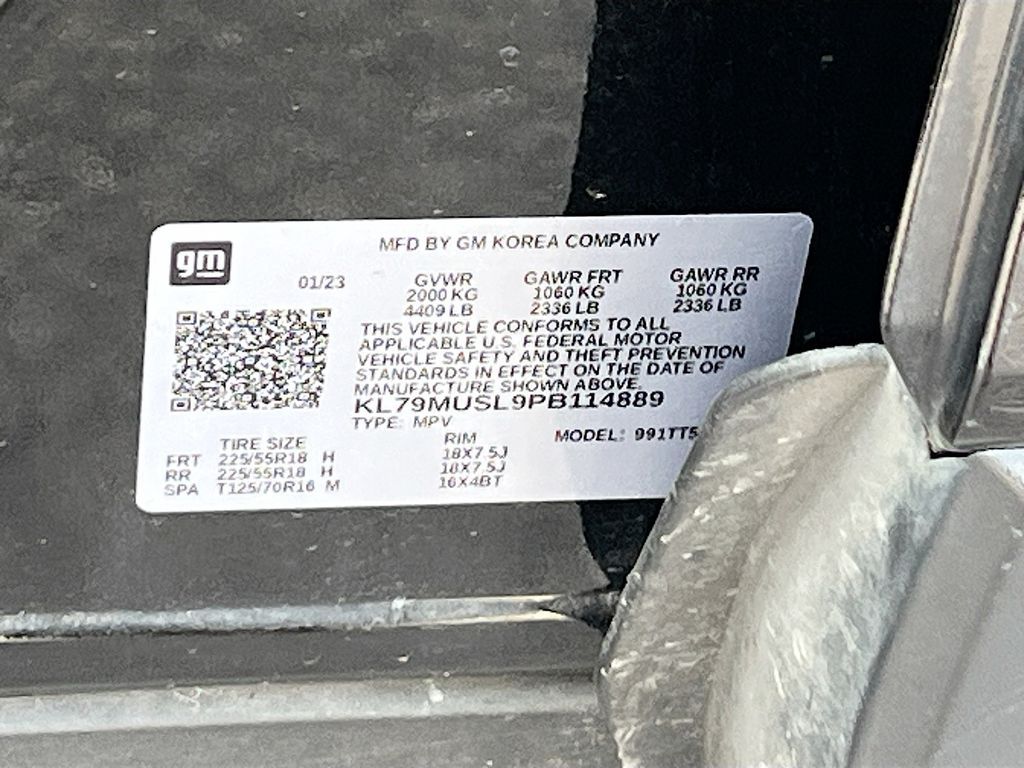 gm
MFD BY GM KOREA COMPANY
01/23 GVWR GAWR FRT GAWR RR
2000 KG 1060 KG 1060 KG
4409 LB 2336 LB 2336 LB
THIS VEHICLE CONFORMS TO ALL
APPLICABLE U.S. FEDERAL MOTOR
VEHICLE SAFETY AND THEFT PREVENTION
STANDARDS IN EFFECT ON THE DATE OF
MANUFACTURE SHOWN ABOVE.
KL79MUSL9PB114889
TYPE: MPV
TIRE SIZE RIM MODEL: 991TT5
FRT 225/55R18 H 18X7.5J
RR 225/55R18 H 18X7.5J
SPA T125/70R16 M 16X4BT